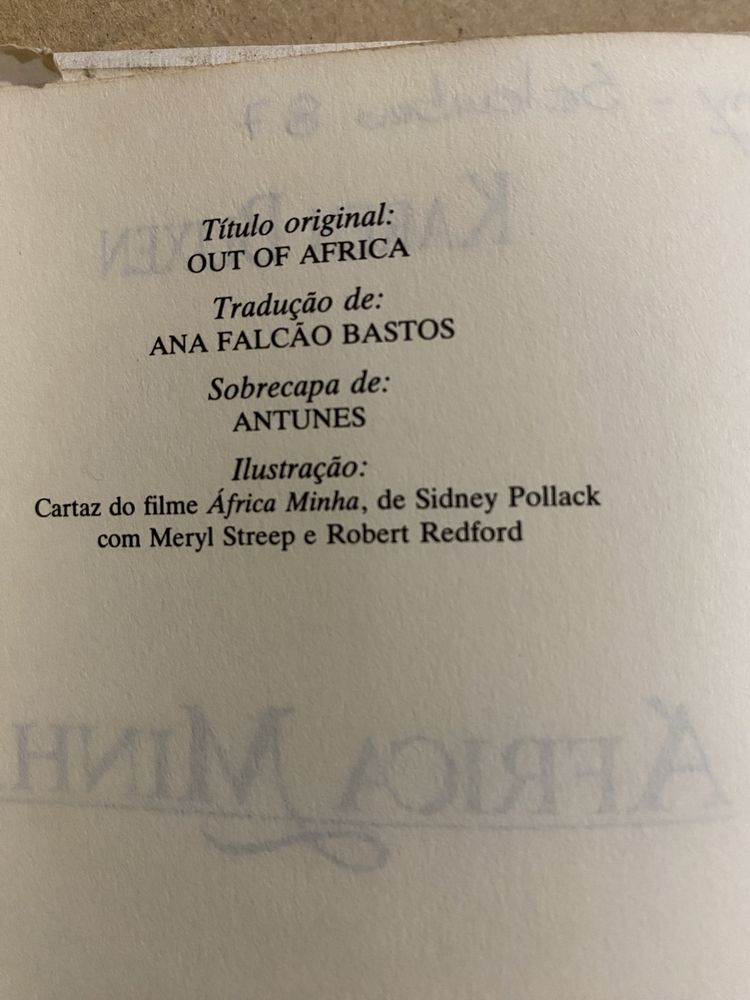 Título original:
OUT OF AFRICA
Tradução de:
ANA FALCÃO BASTOS
Sobrecapa de:
ANTUNES
Ilustração:
Cartaz do filme África Minha, de Sidney Pollack
com Meryl Streep e Robert Redford